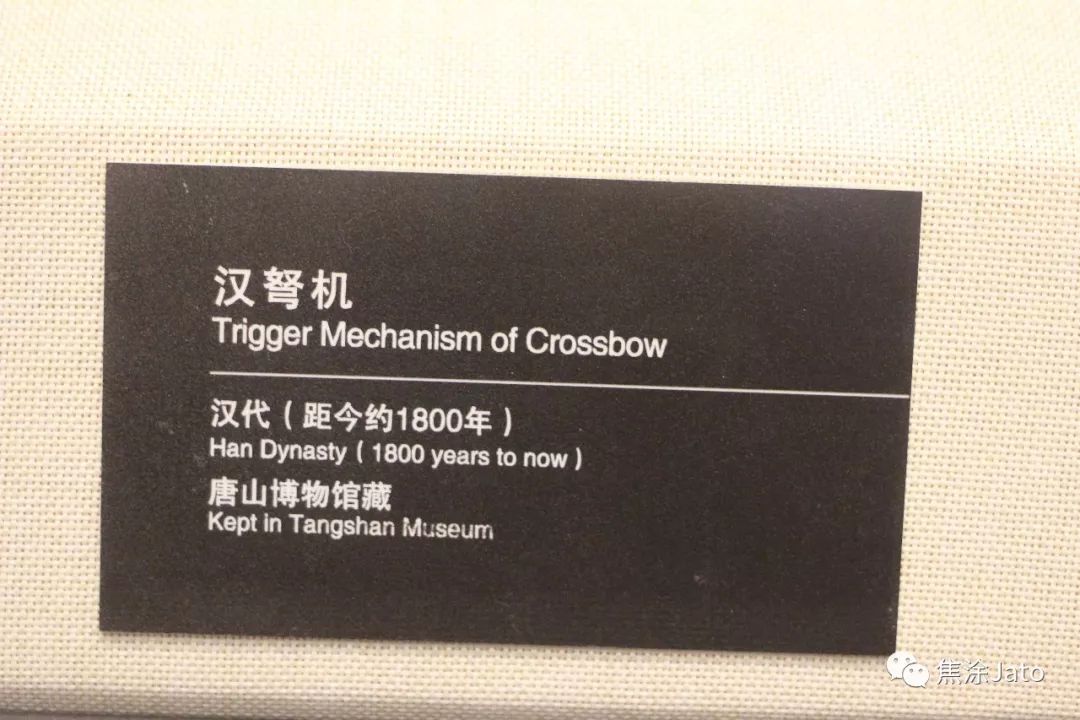 汉弩机
Trigger Mechanism of Crossbow
汉代（距今约1800年）
Han Dynasty（1800 years to now）
唐山博物馆藏
Kept in Tangshan Museum
焦涂Jato